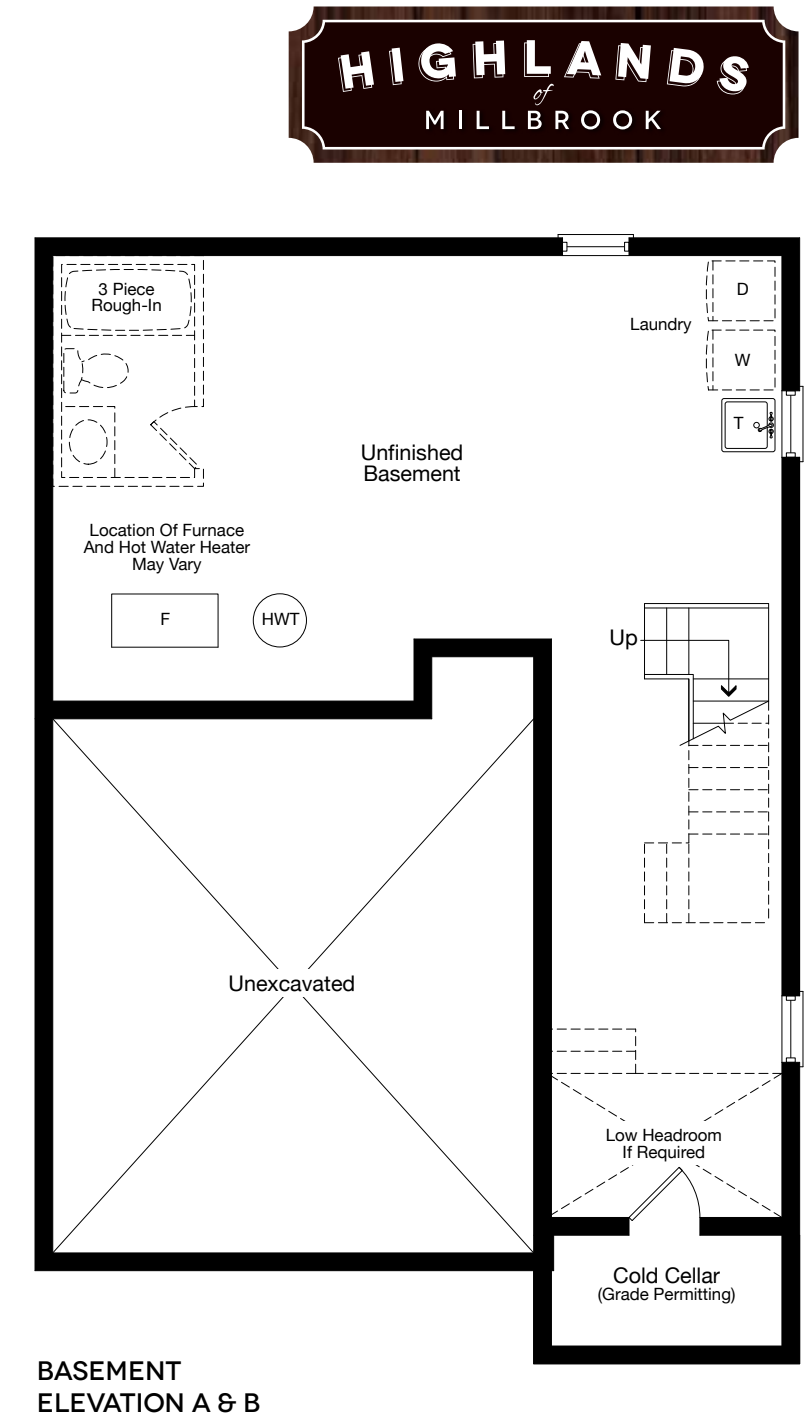 HIGHLANDS
of
MILLBROOK
3 Piece
Rough-In
D
Laundry
W
T
Unfinished
Basement
Location Of Furnace
And Hot Water Heater
May Vary
F
HWT
Up
Unexcavated
Low Headroom
If Required
Cold Cellar
(Grade Permitting)
BASEMENT
ELEVATION A & B